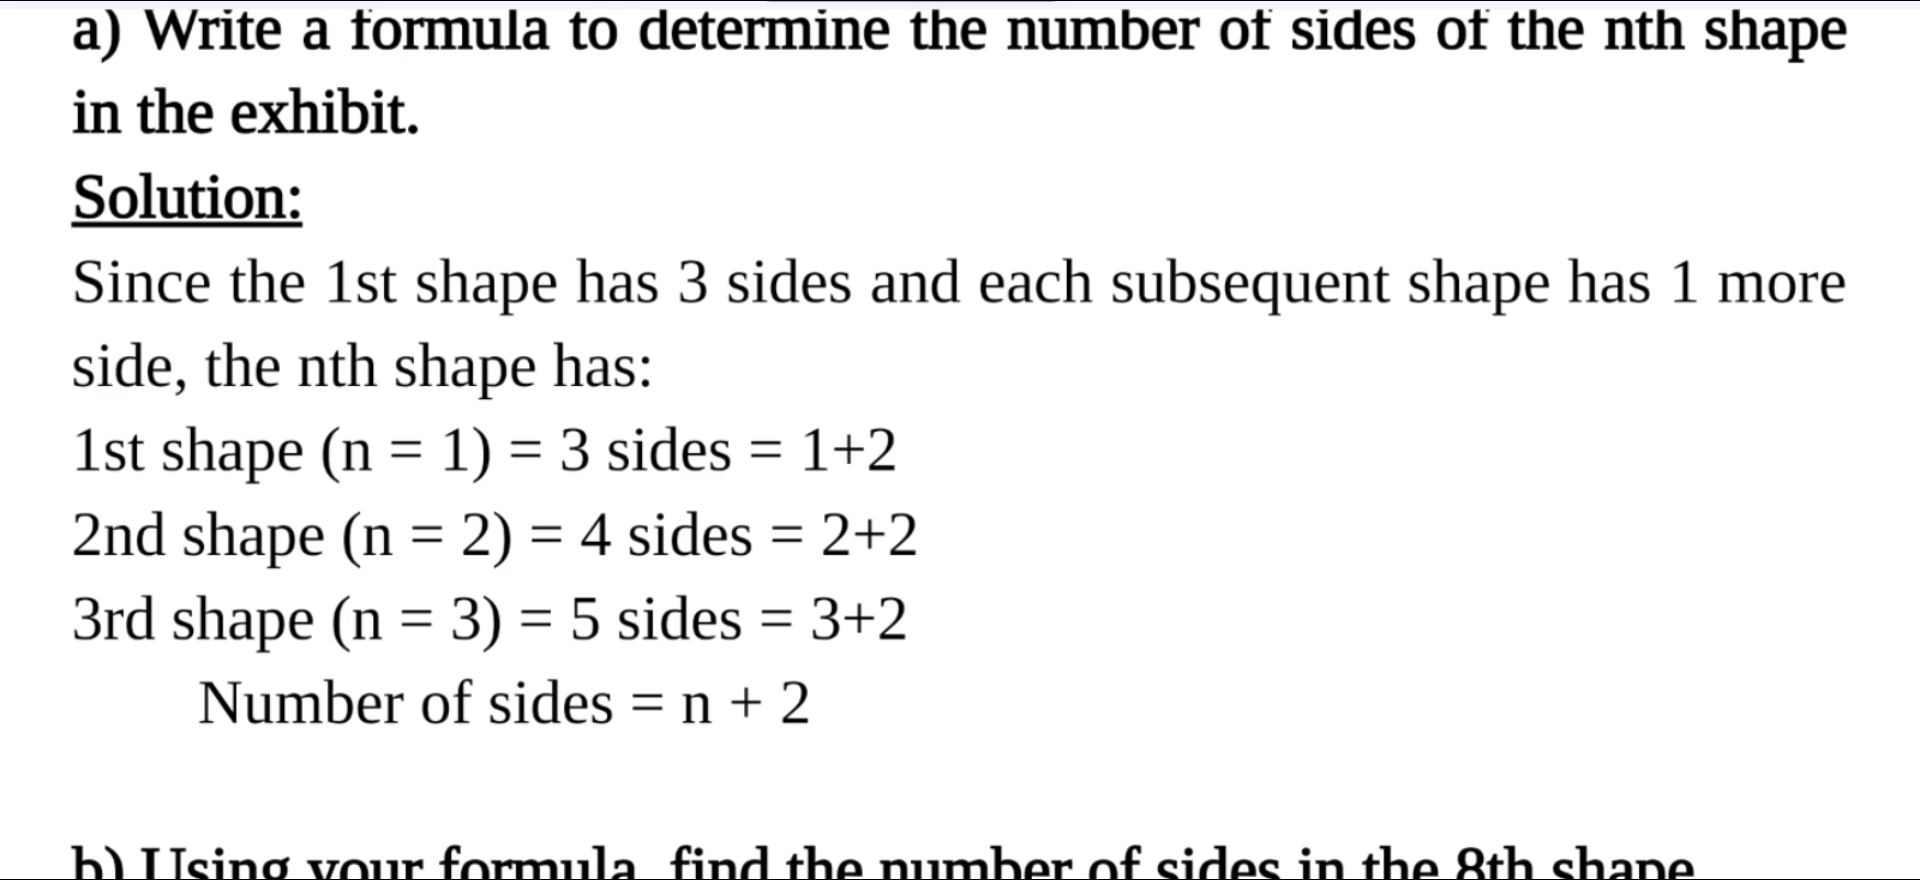 a) Write a formula to determine the number of sides of the nth shape
in the exhibit.
Solution:
Since the 1st shape has 3 sides and each subsequent shape has 1 more
side, the nth shape has:
1st shape (n = 1) = 3 sides = 1+2
2nd shape (n = 2) = 4 sides = 2+2
3rd shape (n = 3) = 5 sides = 3+2
Number of sides = n + 2
b) Using your formula, find the number of sides in the 8th shape